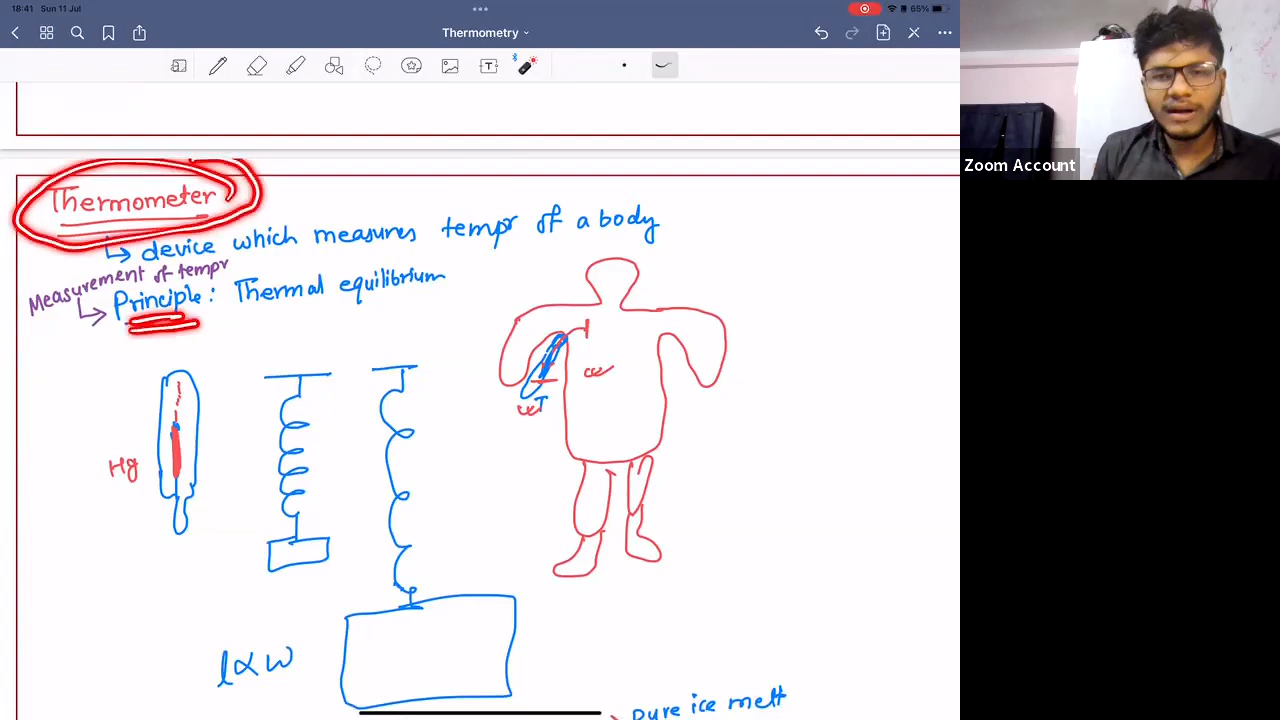 18:41 Sun 11 Jul
65%
Thermometry
Zoom Account
Thermometer
device which measures tempr of a body
Measurement of tempr
Principle: Thermal equilibrium
T
Hg
l ∝ w
pure ice melt